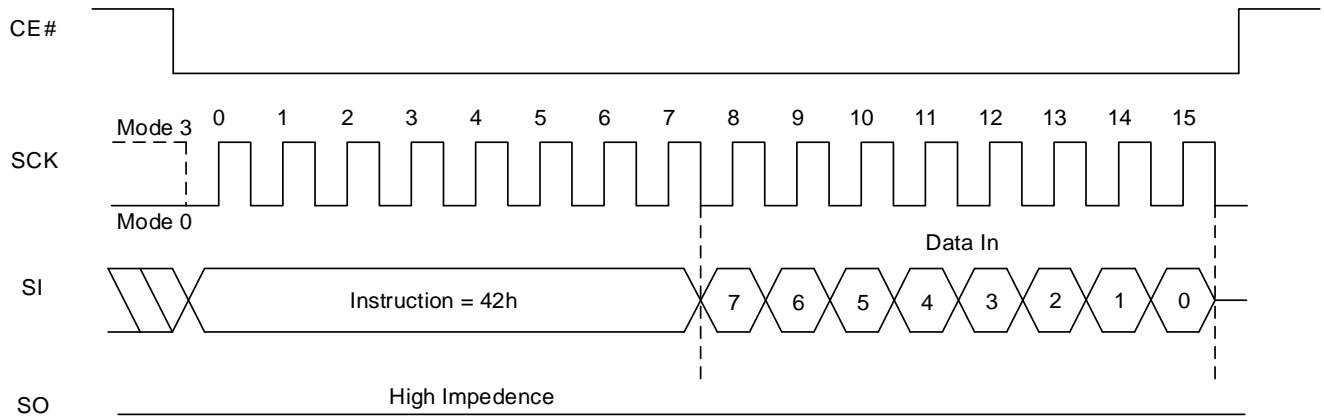 CE#
0 1 2 3 4 5 6 7 8 9 10 11 12 13 14 15
Mode 3
SCK
Mode 0
Data In
SI
Instruction = 42h
7 6 5 4 3 2 1 0
High Impedence
SO